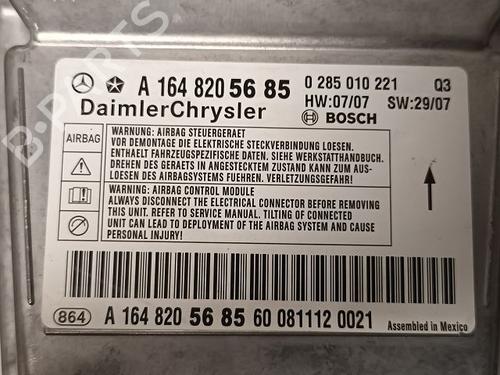 A 164 820 56 85 0 285 010 221 Q3
DaimlerChrysler HW:07/07 SW:29/07
BOSCH
AIRBAG
WARNUNG: AIRBAG STEUERGERAET
VOR DEMONTAGE DIE ELEKTRISCHE STECKVERBINDUNG LOESEN.
ENTHAELT FAHRZEUGSPEZIFISCHE DATEN. SIEHE WERKSTATTHANDBUCH.
DREHEN DES GERAETS IN ANGESTECKTEM ZUSTAND KANN ZUM AUS-
LOESEN DES AIRBAGSYSTEMS FUEHREN. VERLETZUNGSGEFAHR!
WARNING: AIRBAG CONTROL MODULE
ALWAYS DISCONNECT THE ELECTRICAL CONNECTOR BEFORE REMOVING
THIS UNIT. REFER TO SERVICE MANUAL. TILTING OF CONNECTED
UNIT CAN LEAD TO DEPLOYMENT OF THE AIRBAG SYSTEM AND CAUSE
PERSONAL INJURY!
864 A 164 820 56 85 60 081112 0021
Assembled in Mexico
B-PARTS